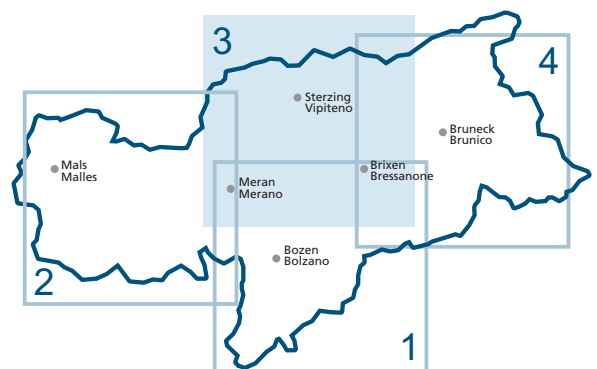 3
4
Sterzing
Vipiteno
Bruneck
Brunico
Mals
Malles
Brixen
Bressanone
Meran
Merano
Bozen
Bolzano
2
1